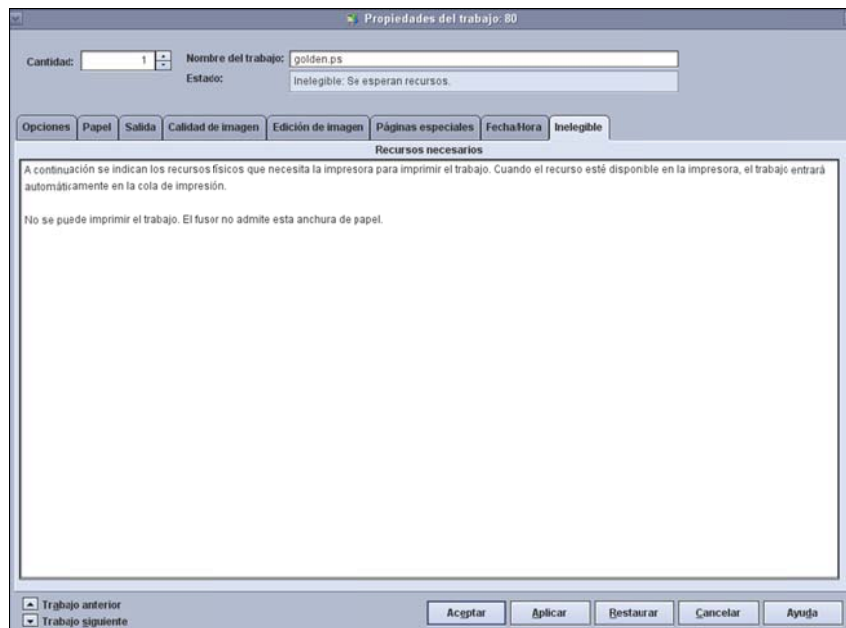 Propiedades del trabajo: 80
Cantidad: 1
Nombre del trabajo: golden.ps
Estado: Inelegible: Se esperan recursos.
Opciones Papel Salida Calidad de imagen Edición de imagen Páginas especiales Fecha/Hora Inelegible
Recursos necesarios
A continuación se indican los recursos físicos que necesita la impresora para imprimir el trabajo. Cuando el recurso esté disponible en la impresora, el trabajo entrará
automáticamente en la cola de impresión.
No se puede imprimir el trabajo. El fusor no admite esta anchura de papel.
Trabajo anterior
Trabajo siguiente
Aceptar Aplicar Restaurar Cancelar Ayuda